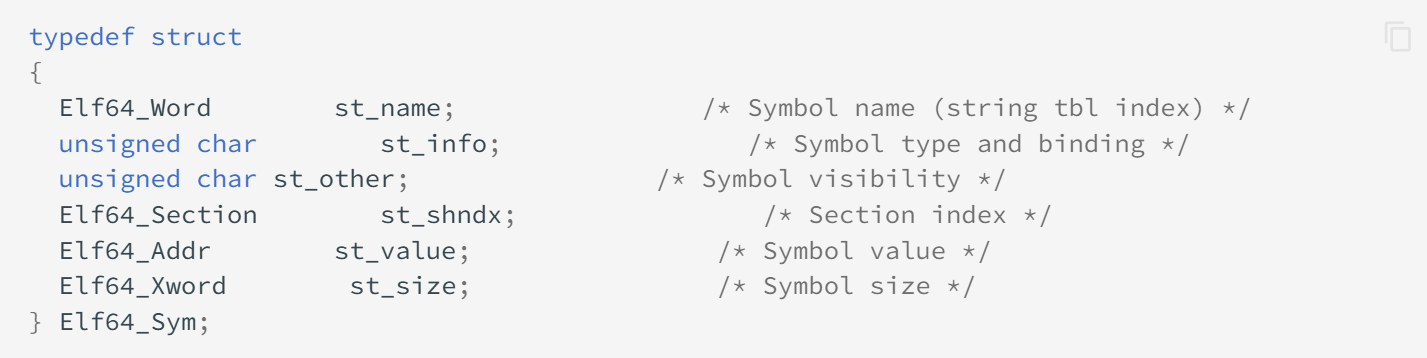 typedef struct
{
  Elf64_Word        st_name;                /* Symbol name (string tbl index) */
  unsigned char        st_info;                /* Symbol type and binding */
  unsigned char st_other;                /* Symbol visibility */
  Elf64_Section        st_shndx;                /* Section index */
  Elf64_Addr        st_value;                /* Symbol value */
  Elf64_Xword        st_size;                /* Symbol size */
} Elf64_Sym;